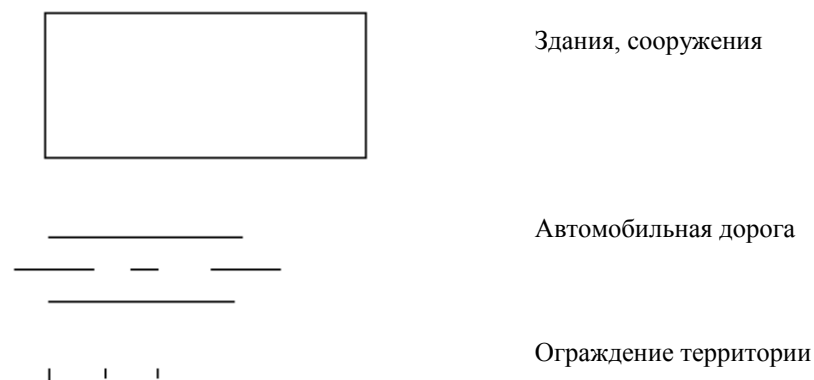 Здания, сооружения
Автомобильная дорога
Ограждение территории